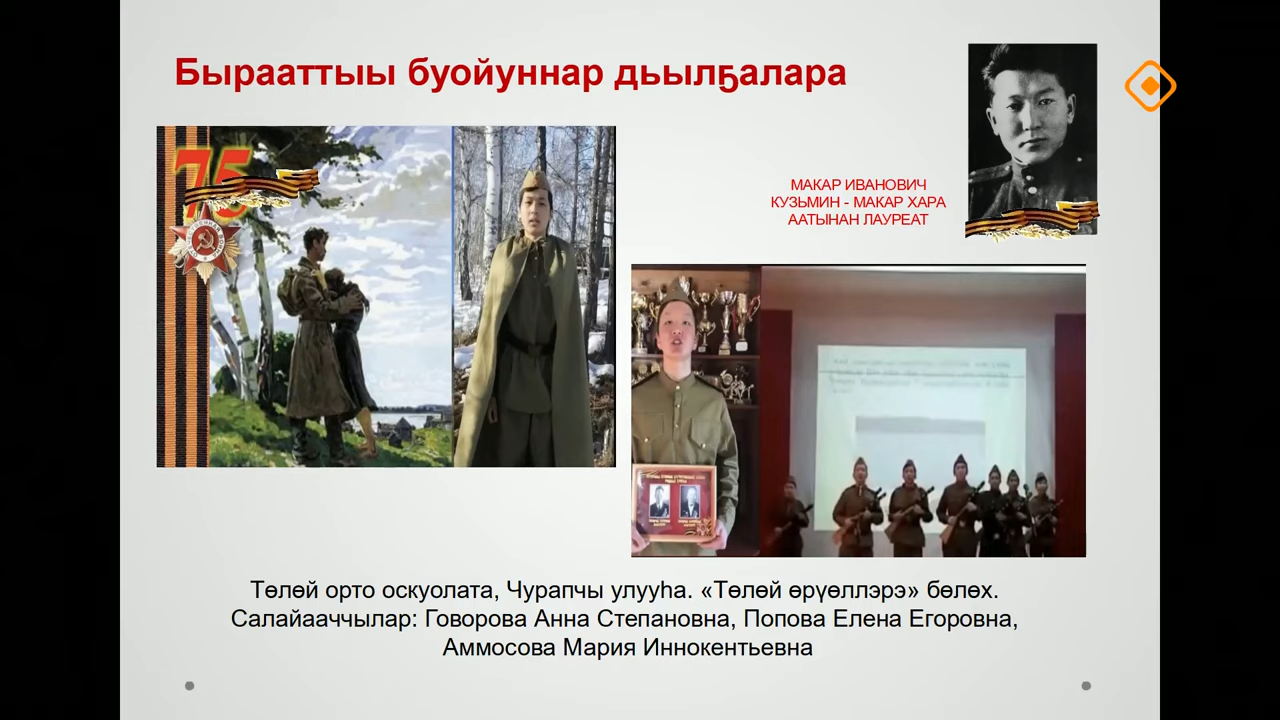 Бырааттыы буойуннар дьылҕалара
75
МАКАР ИВАНОВИЧ
КУЗЬМИН - МАКАР ХАРА
ААТЫНАН ЛАУРЕАТ
Төлөй орто оскуолата, Чурапчы улууһа. «Төлөй өрүөллэрэ» бөлөх.
Салайааччылар: Говорова Анна Степановна, Попова Елена Егоровна,
Аммосова Мария Иннокентьевна